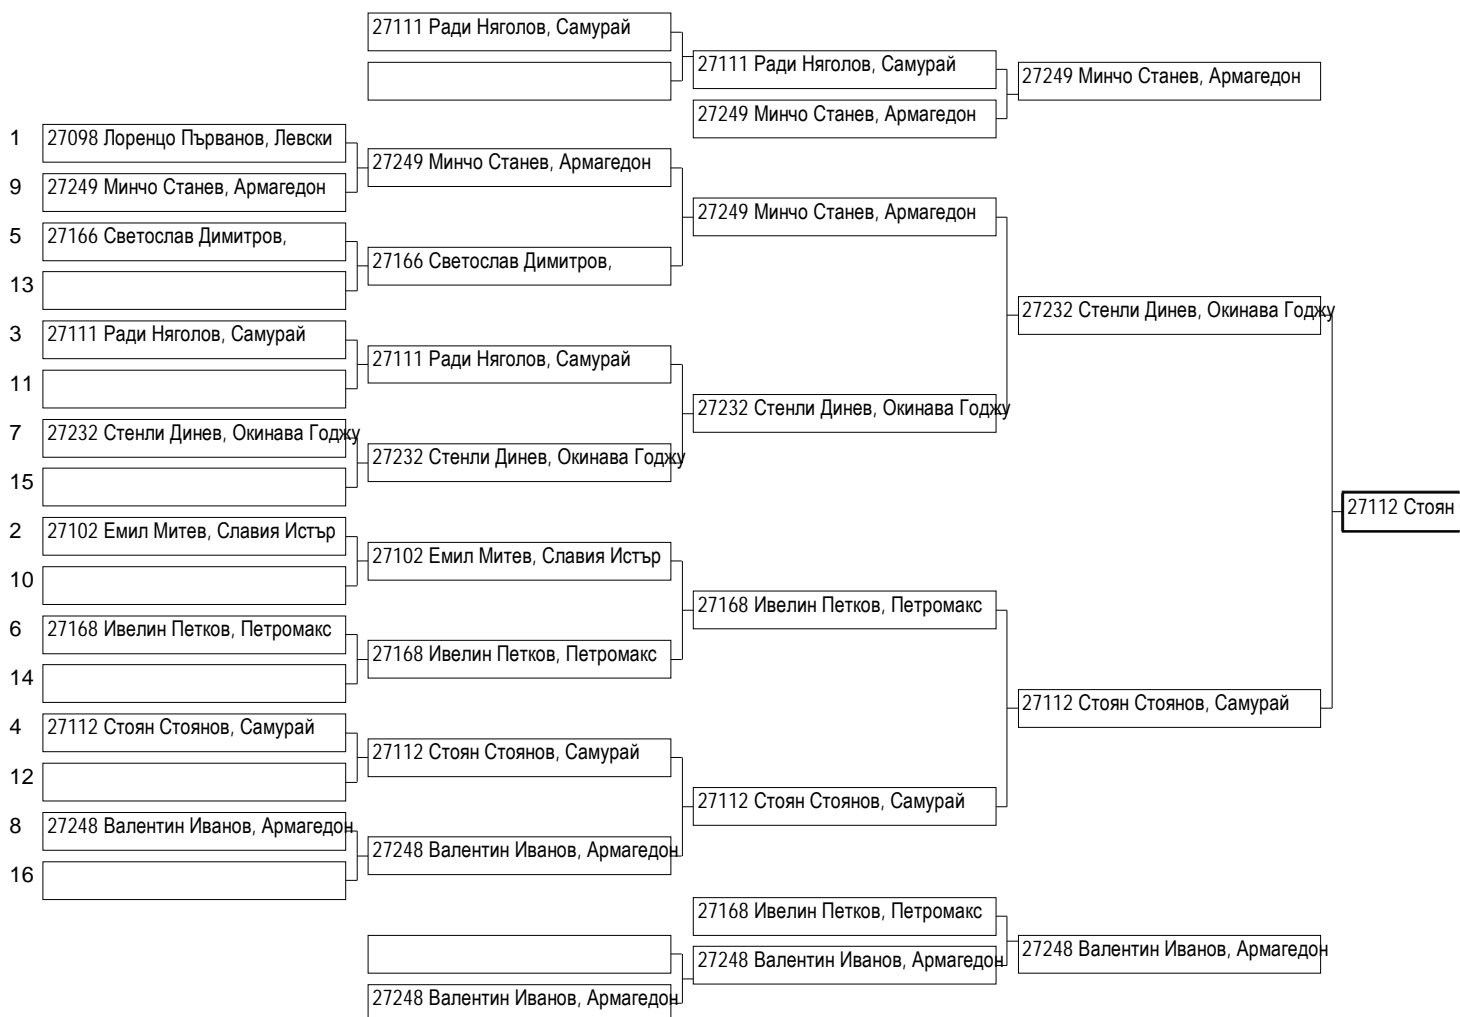 27111 Ради Няголов, Самурай
27111 Ради Няголов, Самурай
27249 Минчо Станев, Армагедон
27249 Минчо Станев, Армагедон
1 27098 Лоренцо Първанов, Левски
27249 Минчо Станев, Армагедон
9 27249 Минчо Станев, Армагедон
27249 Минчо Станев, Армагедон
5 27166 Светослав Димитров,
27166 Светослав Димитров,
13
27232 Стенли Динев, Окинава Годжу
3 27111 Ради Няголов, Самурай
27111 Ради Няголов, Самурай
11
27232 Стенли Динев, Окинава Годжу
7 27232 Стенли Динев, Окинава Годжу
27232 Стенли Динев, Окинава Годжу
15
27112 Стоян
2 27102 Емил Митев, Славия Истър
27102 Емил Митев, Славия Истър
10
27168 Ивелин Петков, Петромакс
6 27168 Ивелин Петков, Петромакс
27168 Ивелин Петков, Петромакс
14
27112 Стоян Стоянов, Самурай
4 27112 Стоян Стоянов, Самурай
27112 Стоян Стоянов, Самурай
12
27112 Стоян Стоянов, Самурай
8 27248 Валентин Иванов, Армагедон
27248 Валентин Иванов, Армагедон
16
27168 Ивелин Петков, Петромакс
27248 Валентин Иванов, Армагедон
27248 Валентин Иванов, Армагедон
27248 Валентин Иванов, Армагедон